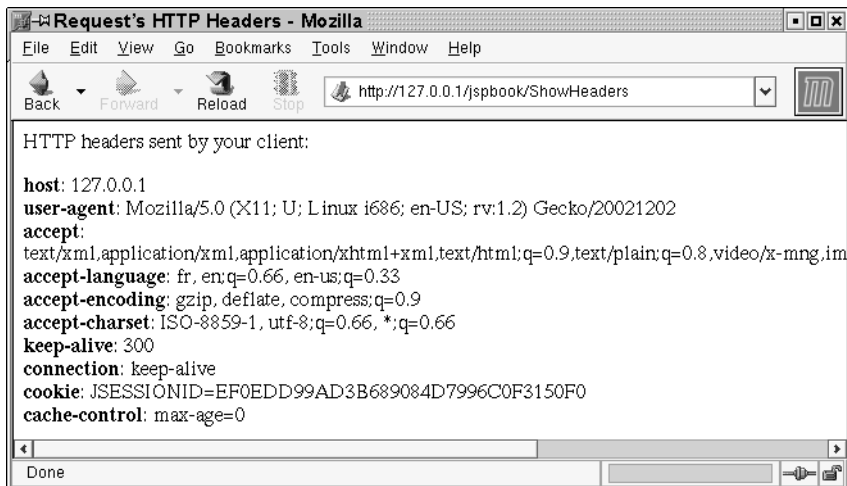 Request's HTTP Headers - Mozilla
File Edit View Go Bookmarks Tools Window Help
Back Forward Reload Stop http://127.0.0.1/jspbook/ShowHeaders
HTTP headers sent by your client:
host: 127.0.0.1
user-agent: Mozilla/5.0 (X11; U; Linux i686; en-US; rv:1.2) Gecko/20021202
accept:
text/xml,application/xml,application/xhtml+xml,text/html;q=0.9,text/plain;q=0.8,video/x-mng,im
accept-language: fr, en;q=0.66, en-us;q=0.33
accept-encoding: gzip, deflate, compress;q=0.9
accept-charset: ISO-8859-1, utf-8;q=0.66, *;q=0.66
keep-alive: 300
connection: keep-alive
cookie: JSESSIONID=EF0EDD99AD3B689084D7996C0F3150F0
cache-control: max-age=0
Done